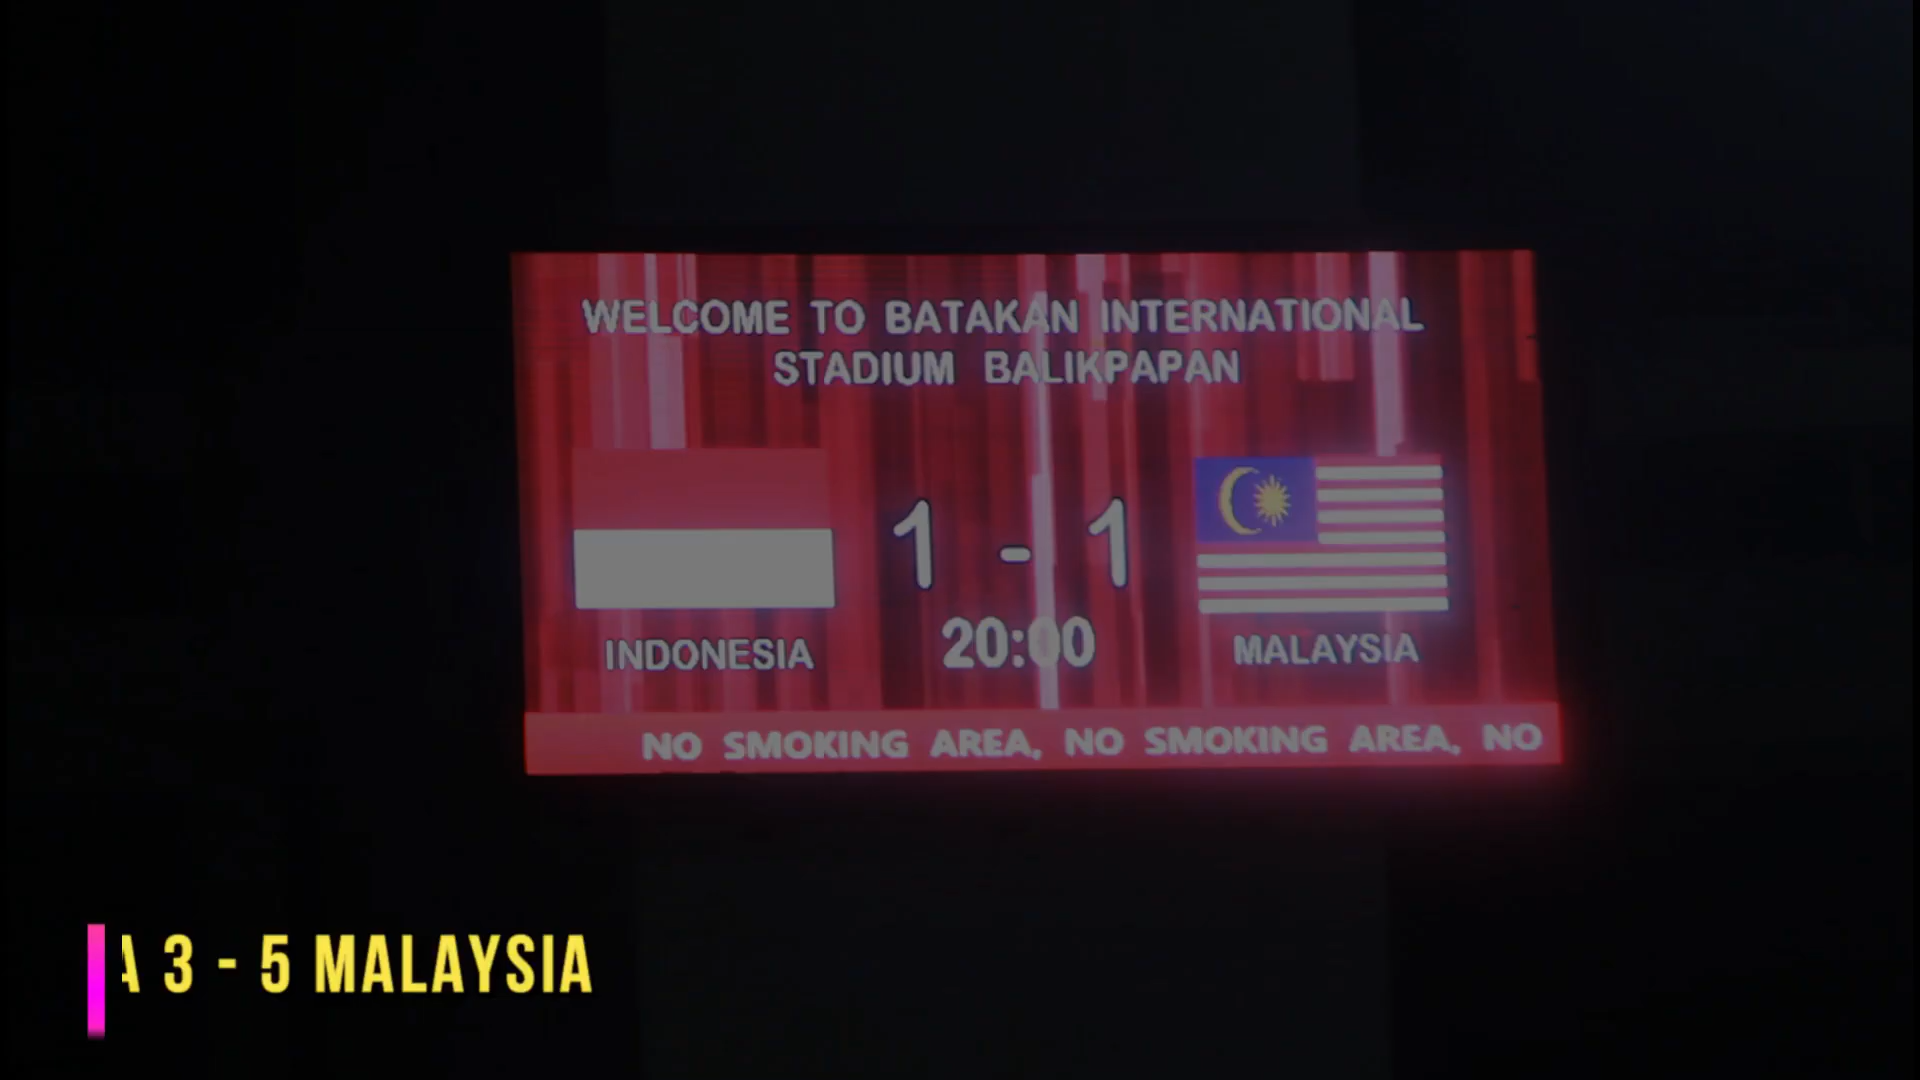 WELCOME TO BATAKAN INTERNATIONAL
STADIUM BALIKPAPAN
1 - 1
20:00
INDONESIA
MALAYSIA
NO SMOKING AREA, NO SMOKING AREA, NO
A 3 - 5 MALAYSIA